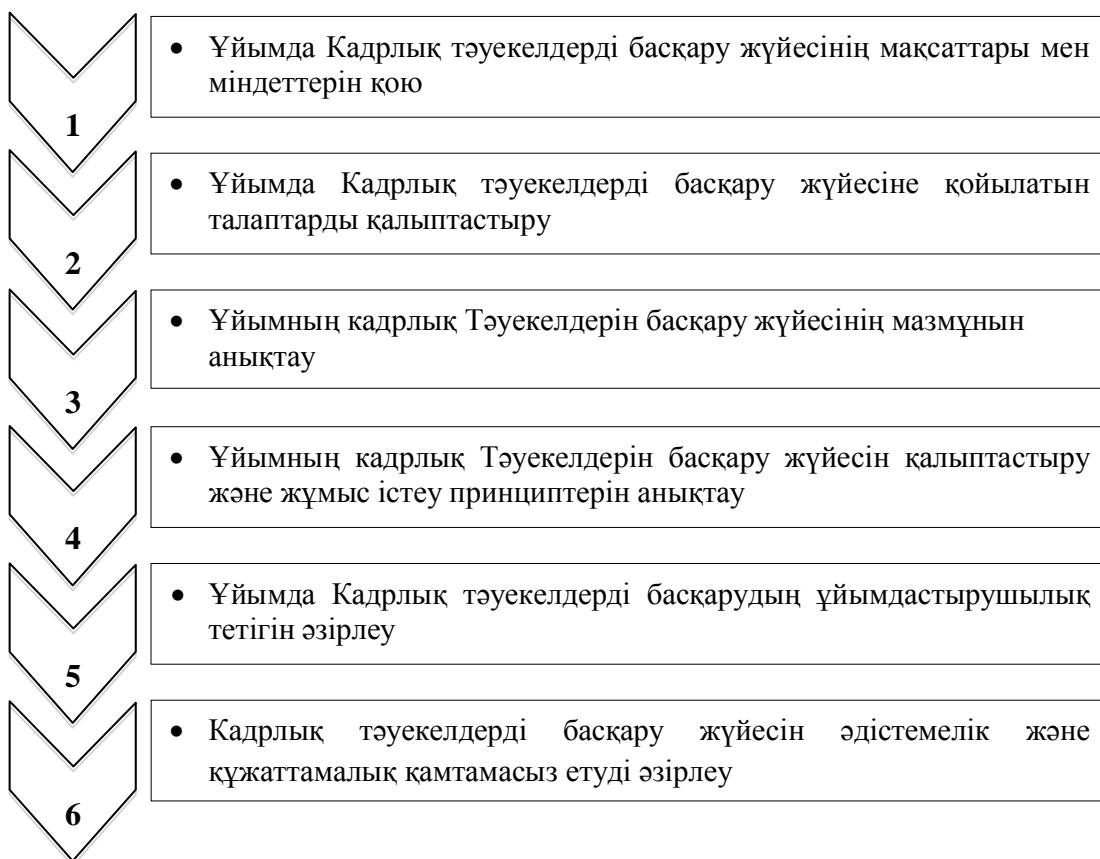 • Ұйымда Кадрлық тәуекелдерді басқару жүйесінің мақсаттары мен
міндеттерін қою
1
• Ұйымда Кадрлық тәуекелдерді басқару жүйесіне қойылатын
талаптарды қалыптастыру
2
• Ұйымның кадрлық Тәуекелдерін басқару жүйесінің мазмұнын
анықтау
3
• Ұйымның кадрлық Тәуекелдерін басқару жүйесін қалыптастыру
және жұмыс істеу принциптерін анықтау
4
• Ұйымда Кадрлық тәуекелдерді басқарудың ұйымдастырушылық
тетігін әзірлеу
5
• Кадрлық тәуекелдерді басқару жүйесін әдістемелік және
құжаттамалық қамтамасыз етуді әзірлеу
6